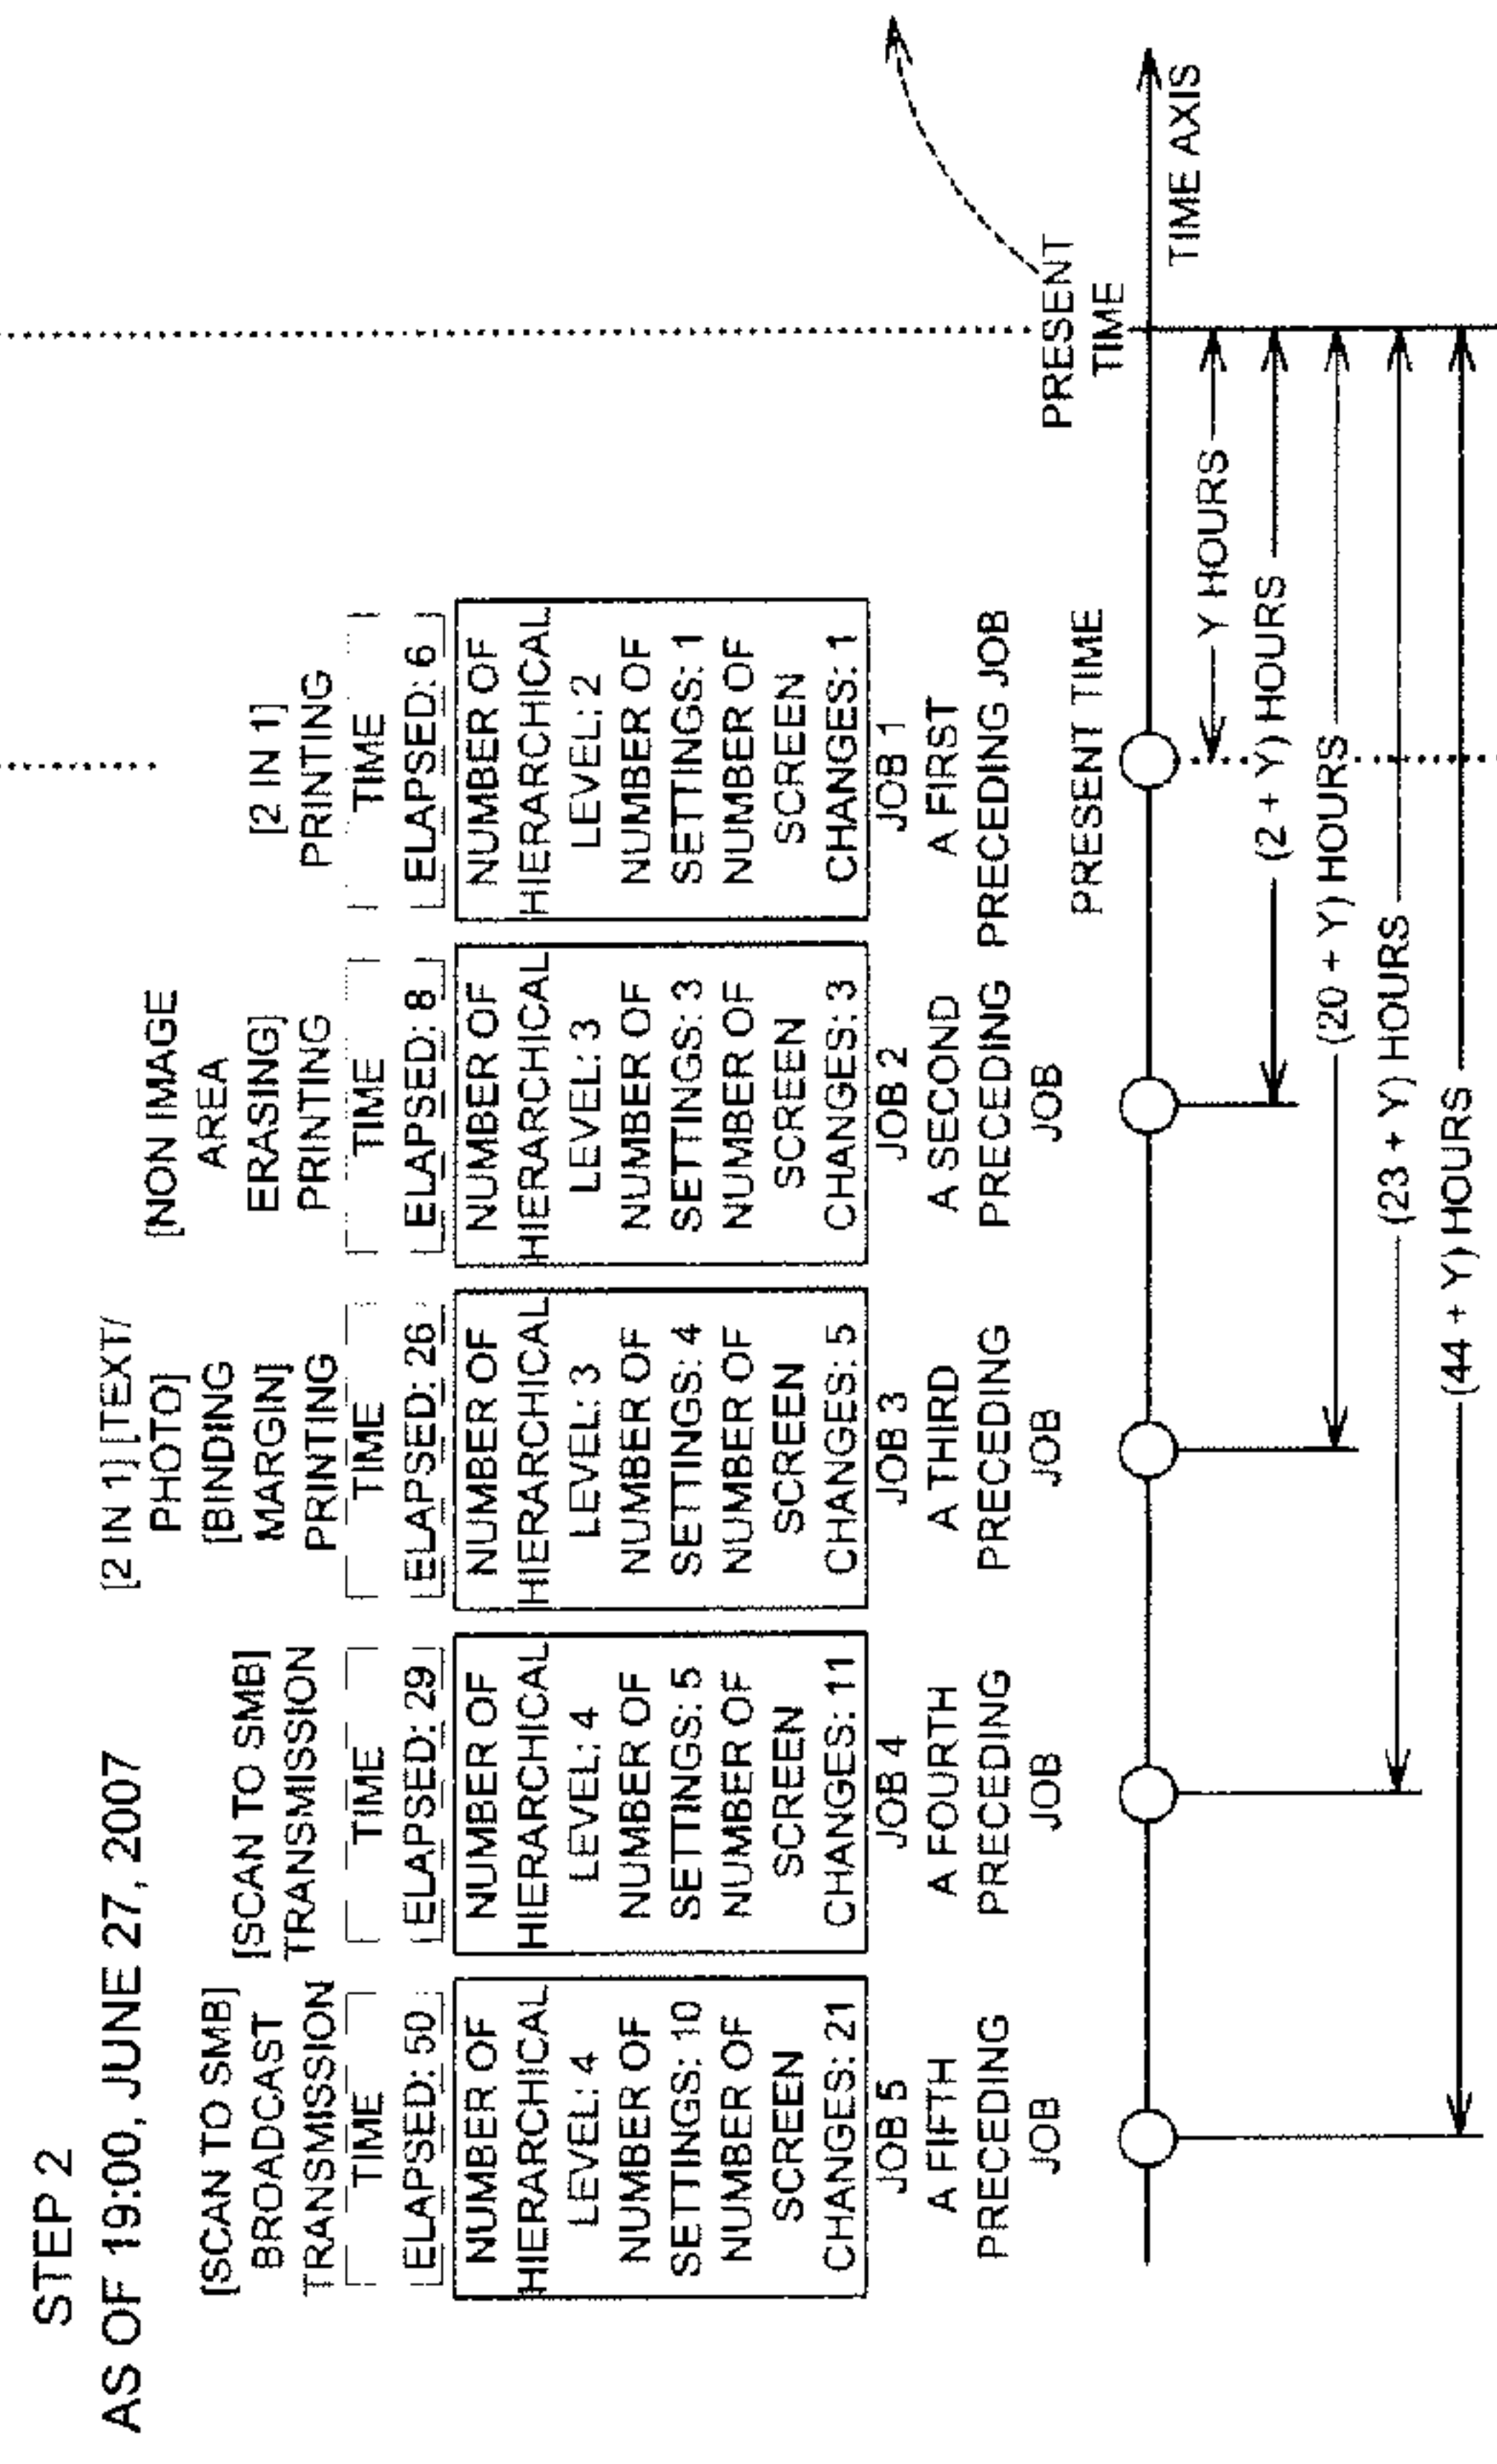 STEP 2
AS OF 19:00, JUNE 27, 2007
[SCAN TO SMB]
BROADCAST
TRANSMISSION
TIME
ELAPSED: 50
NUMBER OF
HIERARCHICAL
LEVEL: 4
NUMBER OF
SETTINGS: 10
NUMBER OF
SCREEN
CHANGES: 21
JOB 5
A FIFTH
PRECEDING
JOB
[SCAN TO SMB]
TRANSMISSION
TIME
ELAPSED: 29
NUMBER OF
HIERARCHICAL
LEVEL: 4
NUMBER OF
SETTINGS: 5
NUMBER OF
SCREEN
CHANGES: 11
JOB 4
A FOURTH
PRECEDING
JOB
[2 IN 1] [TEXT/
PHOTO]
[BINDING
MARGIN]
PRINTING
TIME
ELAPSED: 26
NUMBER OF
HIERARCHICAL
LEVEL: 3
NUMBER OF
SETTINGS: 4
NUMBER OF
SCREEN
CHANGES: 5
JOB 3
A THIRD
PRECEDING
JOB
[NON IMAGE
AREA
ERASING]
PRINTING
TIME
ELAPSED: 8
NUMBER OF
HIERARCHICAL
LEVEL: 3
NUMBER OF
SETTINGS: 3
NUMBER OF
SCREEN
CHANGES: 3
JOB 2
A SECOND
PRECEDING
JOB
[2 IN 1]
PRINTING
TIME
ELAPSED: 6
NUMBER OF
HIERARCHICAL
LEVEL: 2
NUMBER OF
SETTINGS: 1
NUMBER OF
SCREEN
CHANGES: 1
JOB 1
A FIRST
PRECEDING JOB
PRESENT TIME
PRESENT
TIME
TIME AXIS
Y HOURS
(2 + Y) HOURS
(20 + Y) HOURS
(23 + Y) HOURS
(44 + Y) HOURS